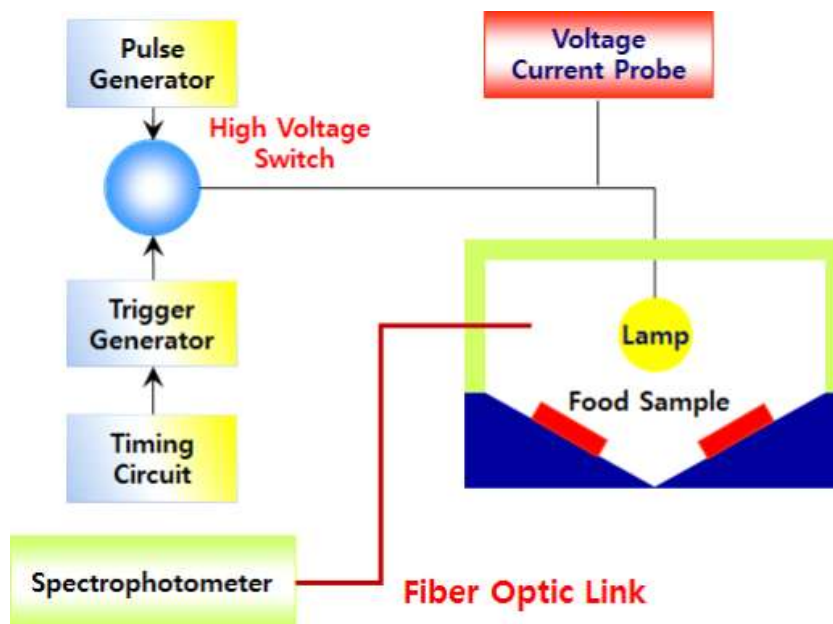 Pulse
Generator
Voltage
Current Probe
High Voltage
Switch
Trigger
Generator
Lamp
Food Sample
Timing
Circuit
Spectrophotometer
Fiber Optic Link